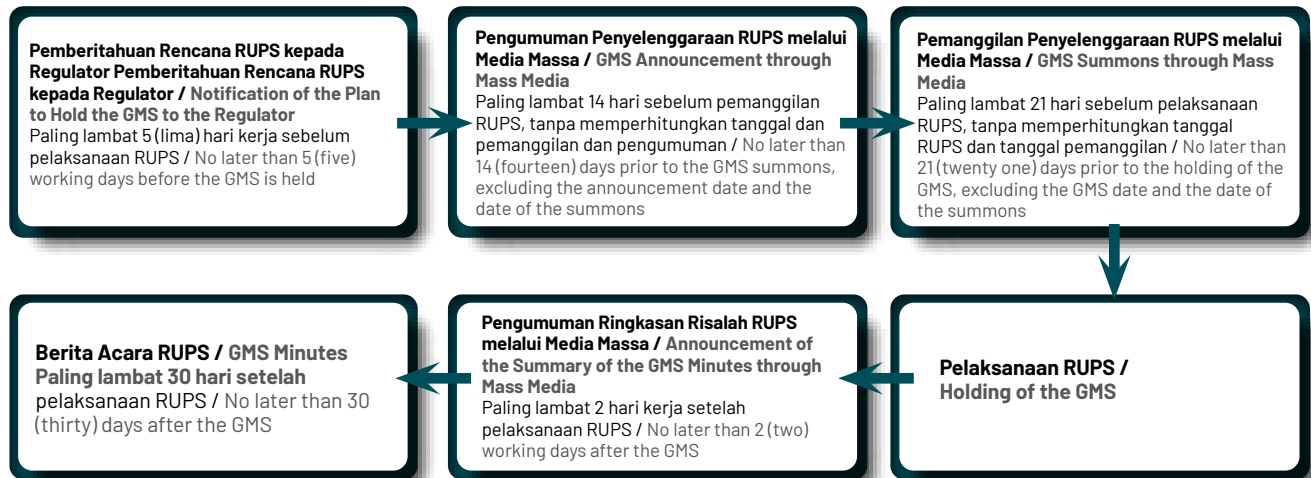 Pemberitahuan Rencana RUPS kepada
Regulator Pemberitahuan Rencana RUPS
kepada Regulator / Notification of the Plan
to Hold the GMS to the Regulator
Paling lambat 5 (lima) hari kerja sebelum
pelaksanaan RUPS / No later than 5 (five)
working days before the GMS is held
Pengumuman Penyelenggaraan RUPS melalui
Media Massa / GMS Announcement through
Mass Media
Paling lambat 14 hari sebelum pemanggilan
RUPS, tanpa memperhitungkan tanggal dan
pemanggilan dan pengumuman / No later than
14 (fourteen) days prior to the GMS summons,
excluding the announcement date and the
date of the summons
Pemanggilan Penyelenggaraan RUPS melalui
Media Massa / GMS Summons through Mass
Media
Paling lambat 21 hari sebelum pelaksanaan
RUPS, tanpa memperhitungkan tanggal
RUPS dan tanggal pemanggilan / No later than
21 (twenty one) days prior to the holding of the
GMS, excluding the GMS date and the date of
the summons
Pelaksanaan RUPS /
Holding of the GMS
Pengumuman Ringkasan Risalah RUPS
melalui Media Massa / Announcement of
the Summary of the GMS Minutes through
Mass Media
Paling lambat 2 hari kerja setelah
pelaksanaan RUPS / No later than 2 (two)
working days after the GMS
Berita Acara RUPS / GMS Minutes
Paling lambat 30 hari setelah
pelaksanaan RUPS / No later than 30
(thirty) days after the GMS